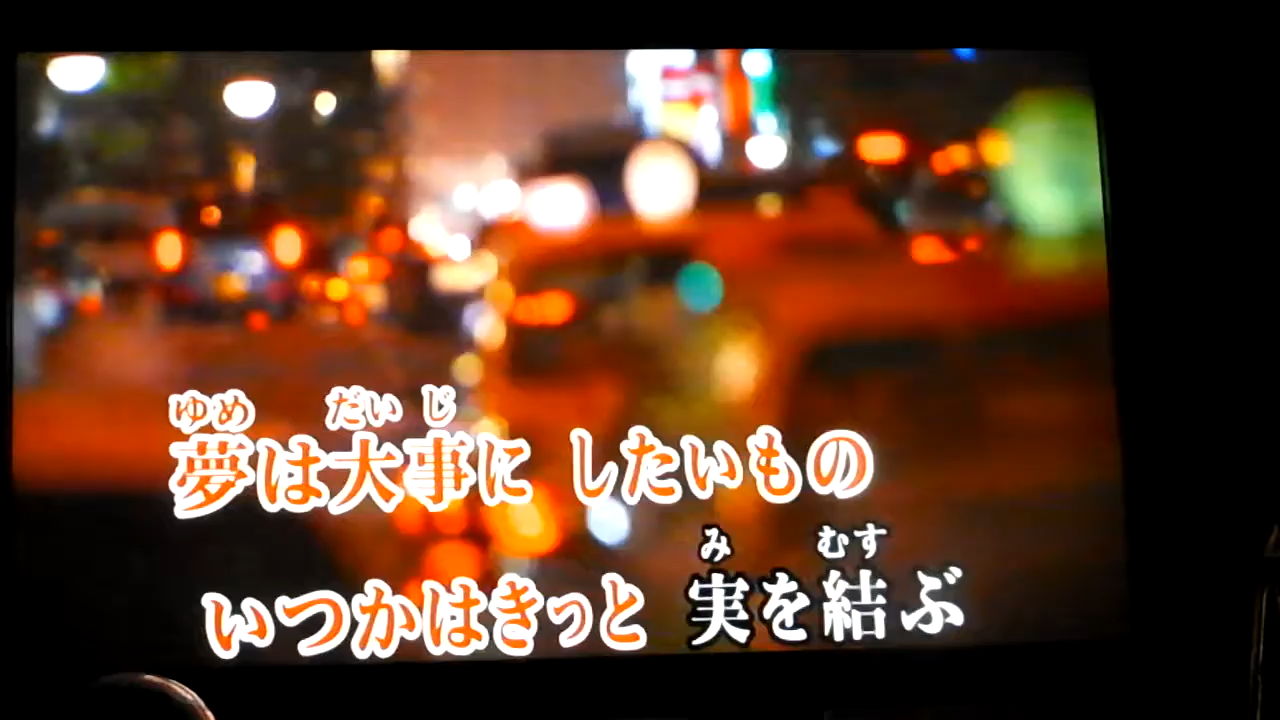 ゆめ だいじ
夢は大事に したいもの
み むす
いつかはきっと 実を結ぶ